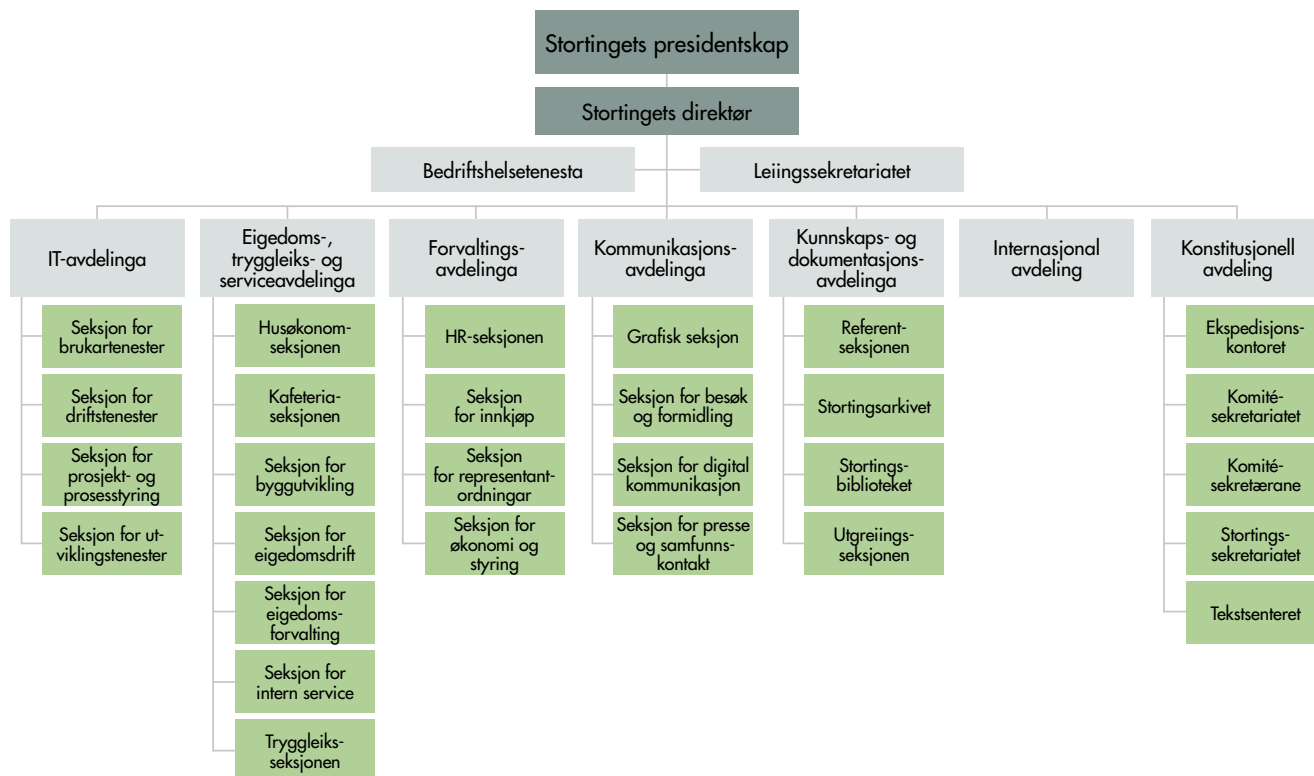 Stortingets presidentskap
Stortingets direktør
Bedriftshelsetenesta
Leiingssekretariatet
IT-avdelinga
Eigedoms-,
tryggleiks- og
serviceavdelinga
Forvaltings-
avdelinga
Kommunikasjons-
avdelinga
Kunnskaps- og
dokumentasjons-
avdelinga
Internasjonal
avdeling
Konstitusjonell
avdeling
Seksjon for
brukartenester
Seksjon for
driftstenester
Seksjon for
prosjekt- og
prosesstyring
Seksjon for ut-
viklingstenester
Husøkonom-
seksjonen
Kafeteria-
seksjonen
Seksjon for
byggutvikling
Seksjon for
eigedomsdrift
Seksjon for
eigedoms-
forvalting
Seksjon for
intern service
Tryggleiks-
seksjonen
HR-seksjonen
Seksjon
for innkjøp
Seksjon
for representant-
ordningar
Seksjon for
økonomi og
styring
Grafisk seksjon
Seksjon for besøk
og formidling
Seksjon for digital
kommunikasjon
Seksjon for presse
og samfunns-
kontakt
Referent-
seksjonen
Stortingsarkivet
Stortings-
biblioteket
Utgreiings-
seksjonen
Ekspedisjons-
kontoret
Komité-
sekretariatet
Komité-
sekretærane
Stortings-
sekretariatet
Tekstsenteret